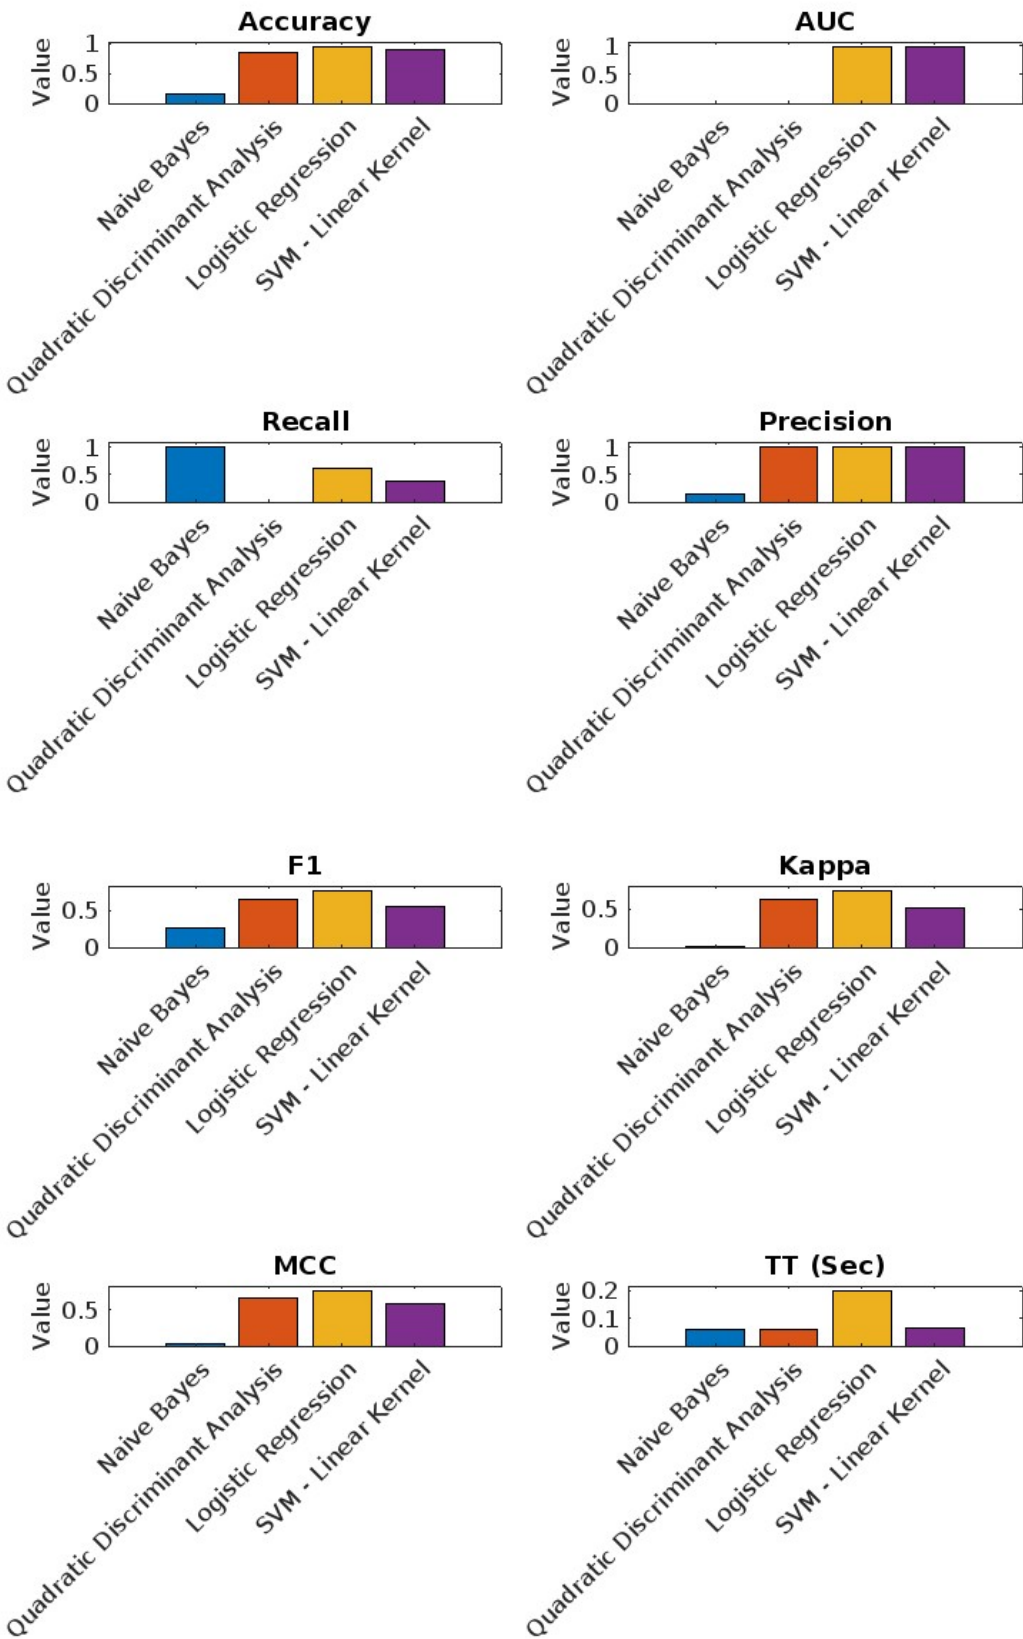 Accuracy
Value
1
0.5
0
Naive Bayes
Quadratic Discriminant Analysis
Logistic Regression
SVM - Linear Kernel
AUC
Value
1
0.5
0
Naive Bayes
Quadratic Discriminant Analysis
Logistic Regression
SVM - Linear Kernel
Recall
Value
1
0.5
0
Naive Bayes
Quadratic Discriminant Analysis
Logistic Regression
SVM - Linear Kernel
Precision
Value
1
0.5
0
Naive Bayes
Quadratic Discriminant Analysis
Logistic Regression
SVM - Linear Kernel
F1
Value
0.5
0
Naive Bayes
Quadratic Discriminant Analysis
Logistic Regression
SVM - Linear Kernel
Kappa
Value
0.5
0
Naive Bayes
Quadratic Discriminant Analysis
Logistic Regression
SVM - Linear Kernel
MCC
Value
0.5
0
Naive Bayes
Quadratic Discriminant Analysis
Logistic Regression
SVM - Linear Kernel
TT (Sec)
Value
0.2
0.1
0
Naive Bayes
Quadratic Discriminant Analysis
Logistic Regression
SVM - Linear Kernel